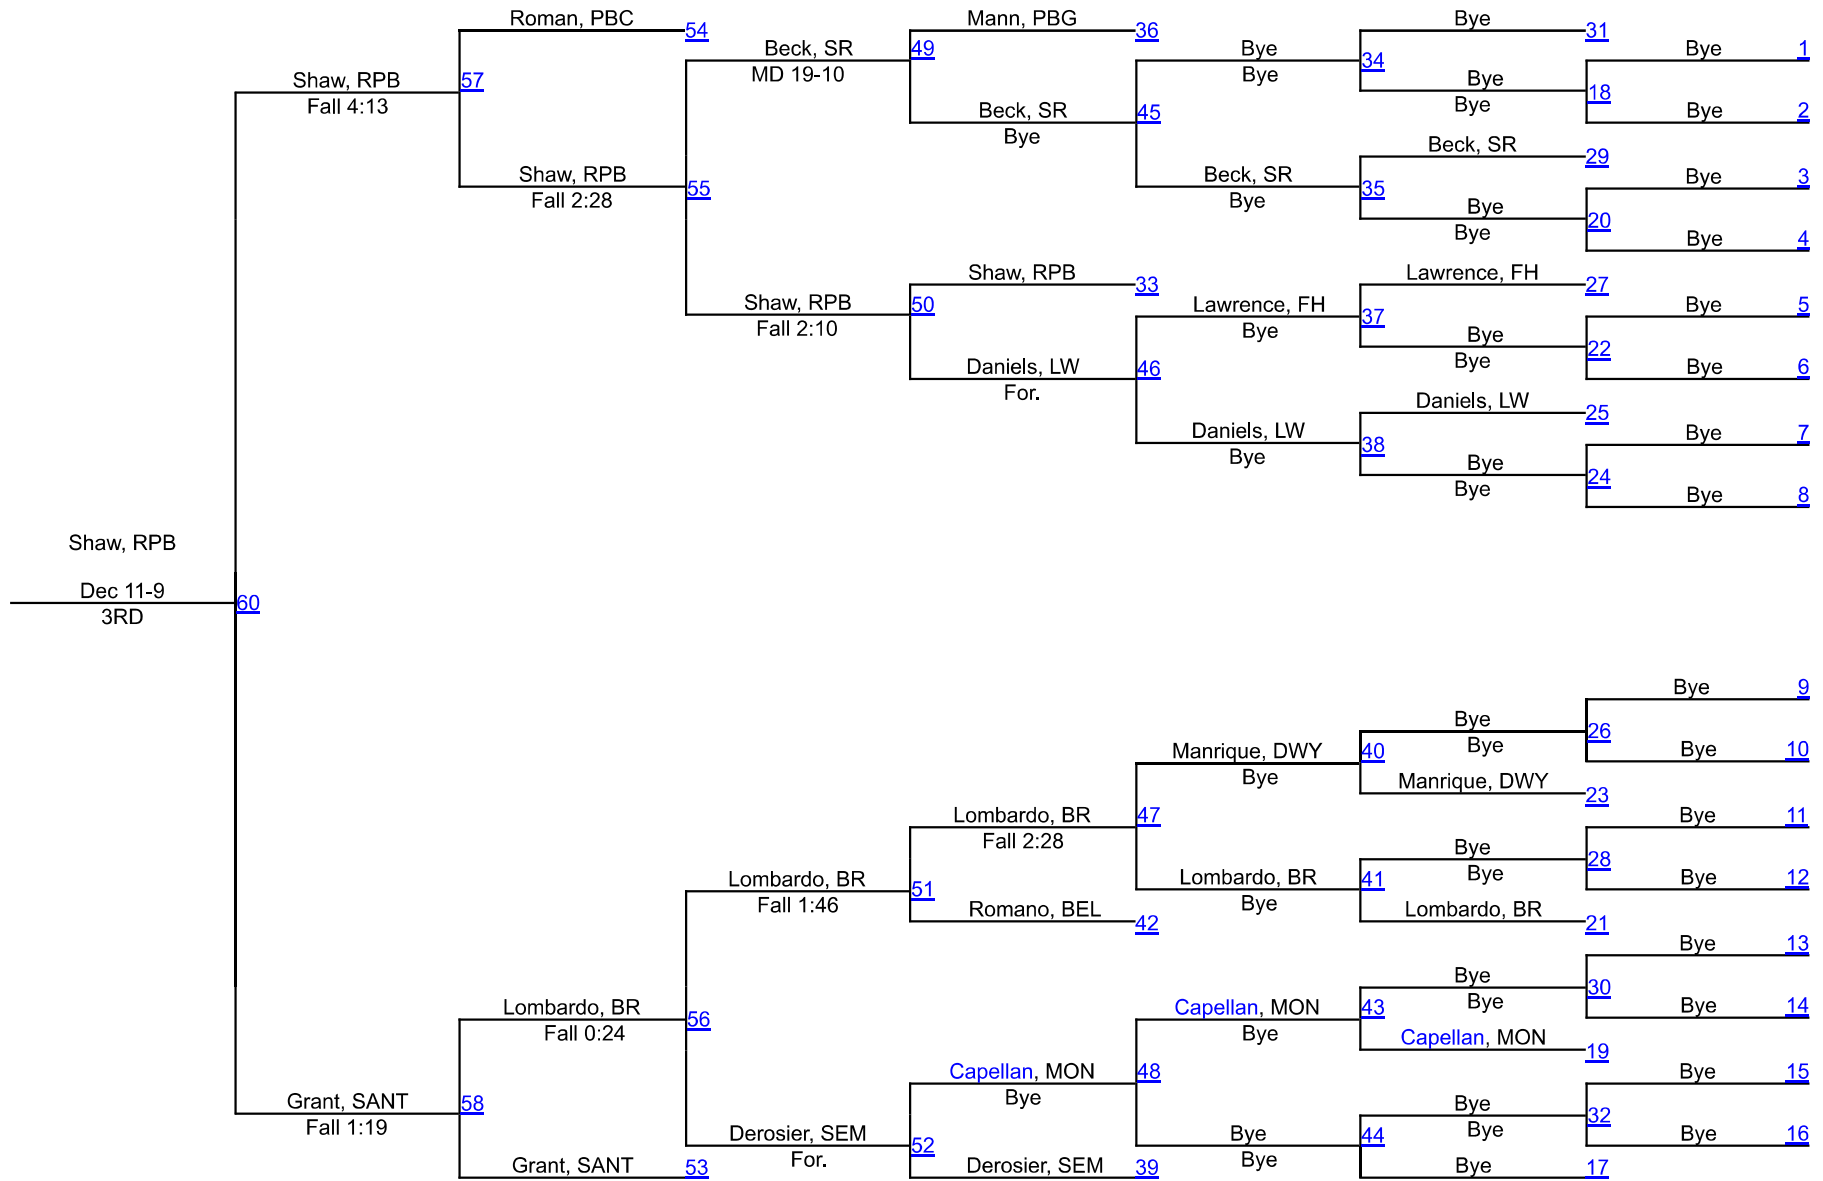 Roman, PBC
54
Mann, PBG
36
Bye
31
Beck, SR
49
MD 19-10
Bye
34
Bye
Bye
1
Shaw, RPB
57
Fall 4:13
Bye
18
Bye
Bye
2
Beck, SR
45
Bye
Beck, SR
29
Shaw, RPB
55
Fall 2:28
Beck, SR
35
Bye
Bye
3
Bye
20
Bye
Bye
4
Shaw, RPB
33
Lawrence, FH
27
Shaw, RPB
50
Fall 2:10
Lawrence, FH
37
Bye
Bye
5
Bye
22
Bye
Bye
6
Daniels, LW
46
For.
Daniels, LW
25
Daniels, LW
38
Bye
Bye
7
Bye
24
Bye
Bye
8
Shaw, RPB
Dec 11-9
60
3RD
Bye
9
Bye
26
Bye
Manrique, DWY
40
Bye
Bye
10
Manrique, DWY
23
Lombardo, BR
47
Fall 2:28
Bye
11
Bye
28
Bye
Lombardo, BR
51
Fall 1:46
Lombardo, BR
41
Bye
Bye
12
Romano, BEL
42
Lombardo, BR
21
Bye
13
Bye
30
Bye
Lombardo, BR
56
Fall 0:24
Capellan, MON
43
Bye
Bye
14
Capellan, MON
19
Capellan, MON
48
Bye
Bye
15
Grant, SANT
58
Fall 1:19
Bye
32
Bye
Derosier, SEM
52
For.
Bye
44
Bye
Bye
16
Grant, SANT
53
Derosier, SEM
39
Bye
17